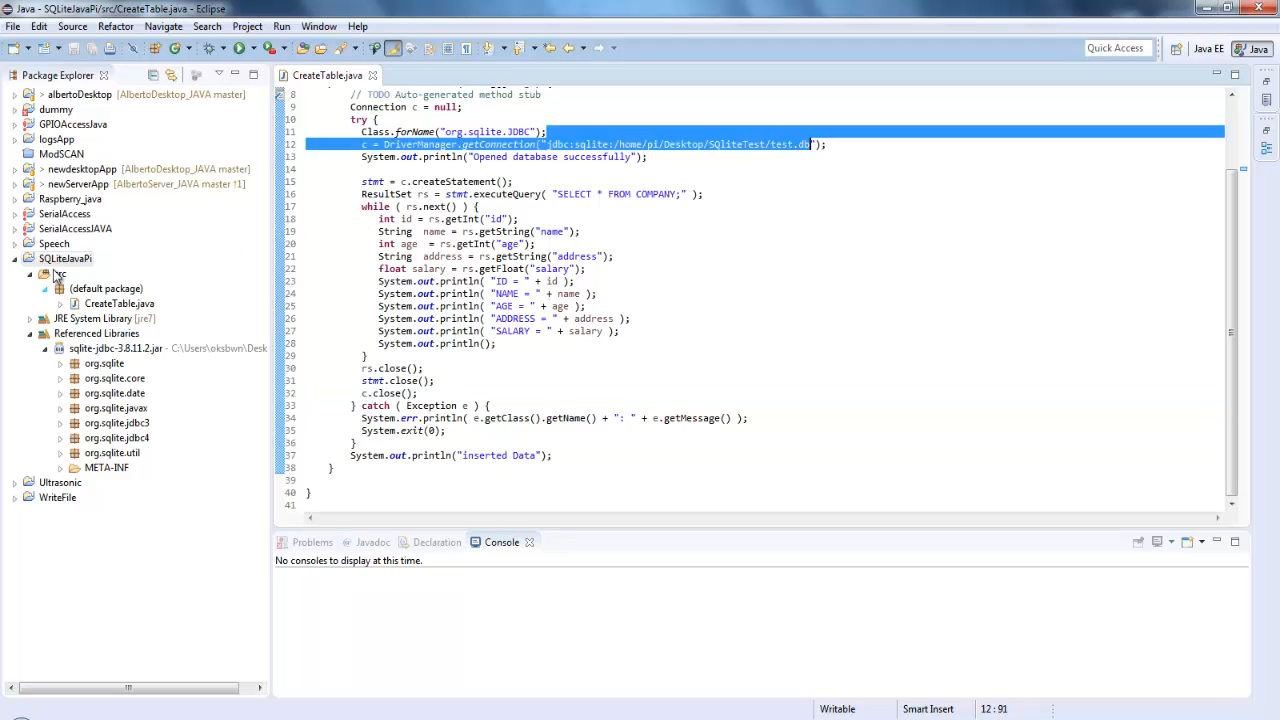 Java - SQLiteJavaPi/src/CreateTable.java - Eclipse
File Edit Source Refactor Navigate Search Project Run Window Help
Quick Access Java EE Java
Package Explorer
> albertoDesktop [AlbertoDesktop_JAVA master]
dummy
GPIOAccessJava
logsApp
ModSCAN
> newdesktopApp [AlbertoDesktop_JAVA master]
> newServerApp [AlbertoServer_JAVA master ↑1]
Raspberry_java
SerialAccess
SerialAccessJAVA
Speech
SQLiteJavaPi
(default package)
CreateTable.java
JRE System Library [jre7]
Referenced Libraries
sqlite-jdbc-3.8.11.2.jar - C:\Users\oksbwn\Desk
org.sqlite
org.sqlite.core
org.sqlite.date
org.sqlite.javax
org.sqlite.jdbc3
org.sqlite.jdbc4
org.sqlite.util
META-INF
Ultrasonic
WriteFile
CreateTable.java
8 // TODO Auto-generated method stub
9 Connection c = null;
10 try {
11 Class.forName("org.sqlite.JDBC");
12 c = DriverManager.getConnection("jdbc:sqlite:/home/pi/Desktop/SQliteTest/test.db");
13 System.out.println("Opened database successfully");
14
15 stmt = c.createStatement();
16 ResultSet rs = stmt.executeQuery( "SELECT * FROM COMPANY;" );
17 while ( rs.next() ) {
18 int id = rs.getInt("id");
19 String name = rs.getString("name");
20 int age = rs.getInt("age");
21 String address = rs.getString("address");
22 float salary = rs.getFloat("salary");
23 System.out.println( "ID = " + id );
24 System.out.println( "NAME = " + name );
25 System.out.println( "AGE = " + age );
26 System.out.println( "ADDRESS = " + address );
27 System.out.println( "SALARY = " + salary );
28 System.out.println();
29 }
30 rs.close();
31 stmt.close();
32 c.close();
33 } catch ( Exception e ) {
34 System.err.println( e.getClass().getName() + ": " + e.getMessage() );
35 System.exit(0);
36 }
37 System.out.println("inserted Data");
38 }
39
40 }
41
Problems Javadoc Declaration Console
No consoles to display at this time.
Writable Smart Insert 12 : 91